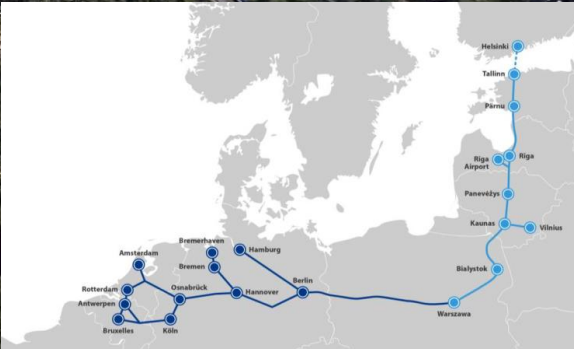 Helsinki
Tallinn
Pärnu
Riga
Riga
Airport
Panevėžys
Kaunas
Vilnius
Bialystok
Warszawa
Bremerhaven
Hamburg
Bremen
Amsterdam
Berlin
Rotterdam
Osnabrück
Hannover
Antwerpen
Bruxelles
Köln